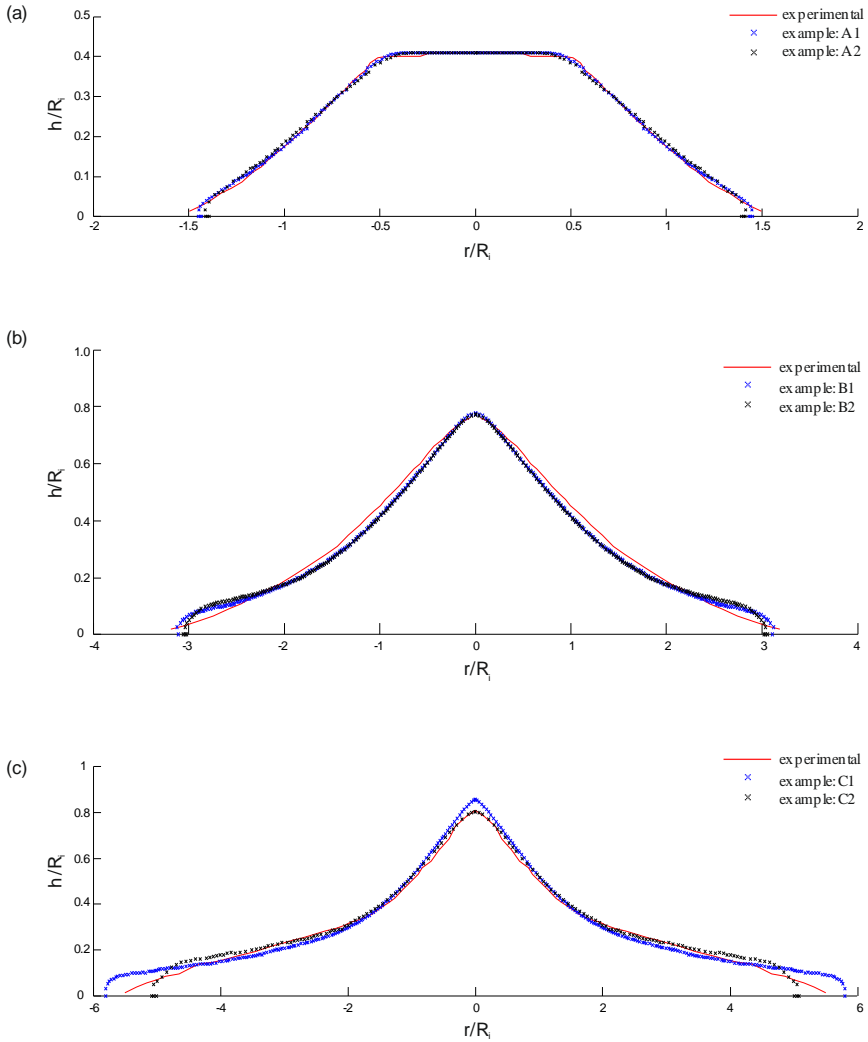 (a)
experimental
example: A1
example: A2
0.5
0.4
0.3
0.2
0.1
0
h/Ri
-2
-1.5
-1
-0.5
0
0.5
1
1.5
2
r/Ri
(b)
experimental
example: B1
example: B2
1.0
0.8
0.6
0.4
0.2
0
h/Ri
-4
-3
-2
-1
0
1
2
3
4
r/Ri
(c)
experimental
example: C1
example: C2
1
0.8
0.6
0.4
0.2
0
h/Ri
-6
-4
-2
0
2
4
6
r/Ri